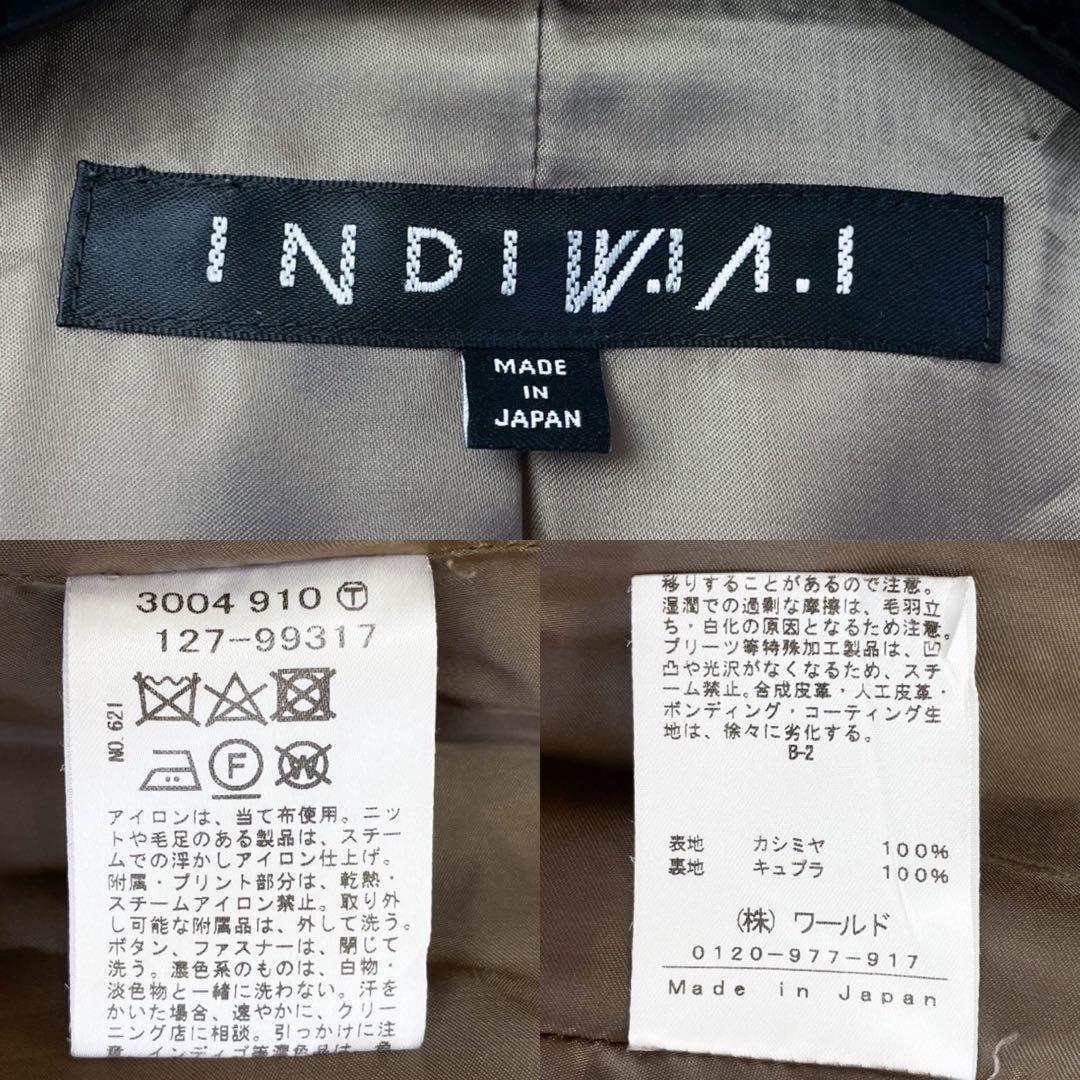 INDIW.I.A.I
MADE
IN
JAPAN
3004 910 Ⓣ
127-99317
NO.621
F
W
アイロンは、当て布使用。ニッ
トや毛足のある製品は、スチー
ムでの浮かしアイロン仕上げ。
附属・プリント部分は、乾熱・
スチームアイロン禁止。取り外
し可能な附属品は、外して洗う。
ボタン、ファスナーは、閉じて
洗う。濃色系のものは、白物・
淡色物と一緒に洗わない。汗を
かいた場合、速やかに、クリー
ニング店に相談。引っかけに注
意。インディゴ等濃色品は、色
移りすることがあるので注意。
湿潤での過剰な摩擦は、毛羽立
ち・白化の原因となるため注意。
プリーツ等特殊加工製品は、凹
凸や光沢がなくなるため、スチ
ーム禁止。合成皮革・人工皮革・
ボンディング・コーティング生
地は、徐々に劣化する。
B-2
表地 カシミヤ 100%
裏地 キュプラ 100%
(株) ワールド
0120-977-917
Made in Japan